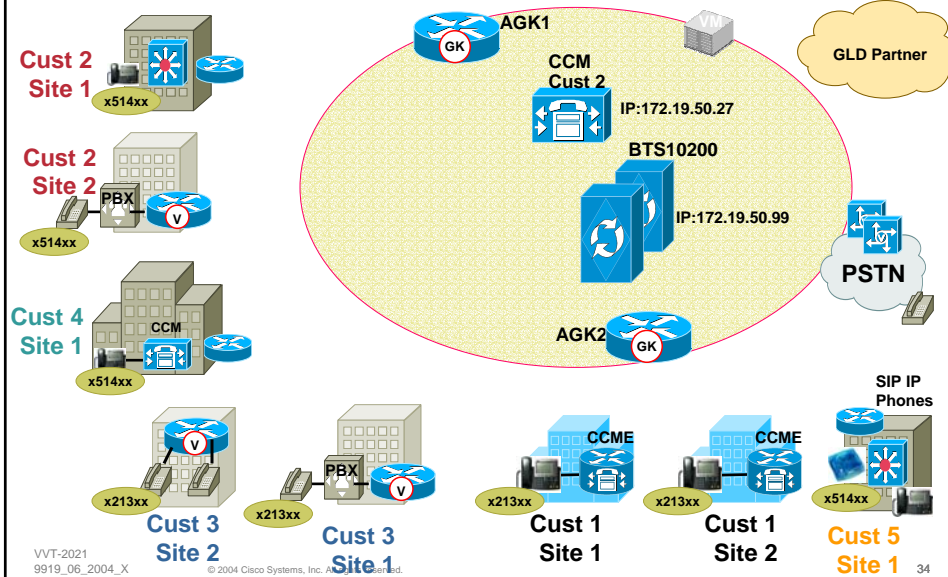 AGK1
GK
VM
GLD Partner
CCM
Cust 2
IP:172.19.50.27
BTS10200
IP:172.19.50.99
AGK2
GK
PSTN
V
Cust 2
Site 1
x514xx
Cust 2
Site 2
PBX
V
x514xx
Cust 4
Site 1
CCM
x514xx
V
x213xx
Cust 3
Site 2
PBX
V
x213xx
Cust 3
Site 1
CCME
x213xx
Cust 1
Site 1
CCME
x213xx
Cust 1
Site 2
SIP IP
Phones
x514xx
Cust 5
Site 1
VVT-2021
9919_06_2004_X
© 2004 Cisco Systems, Inc. All rights reserved.
34